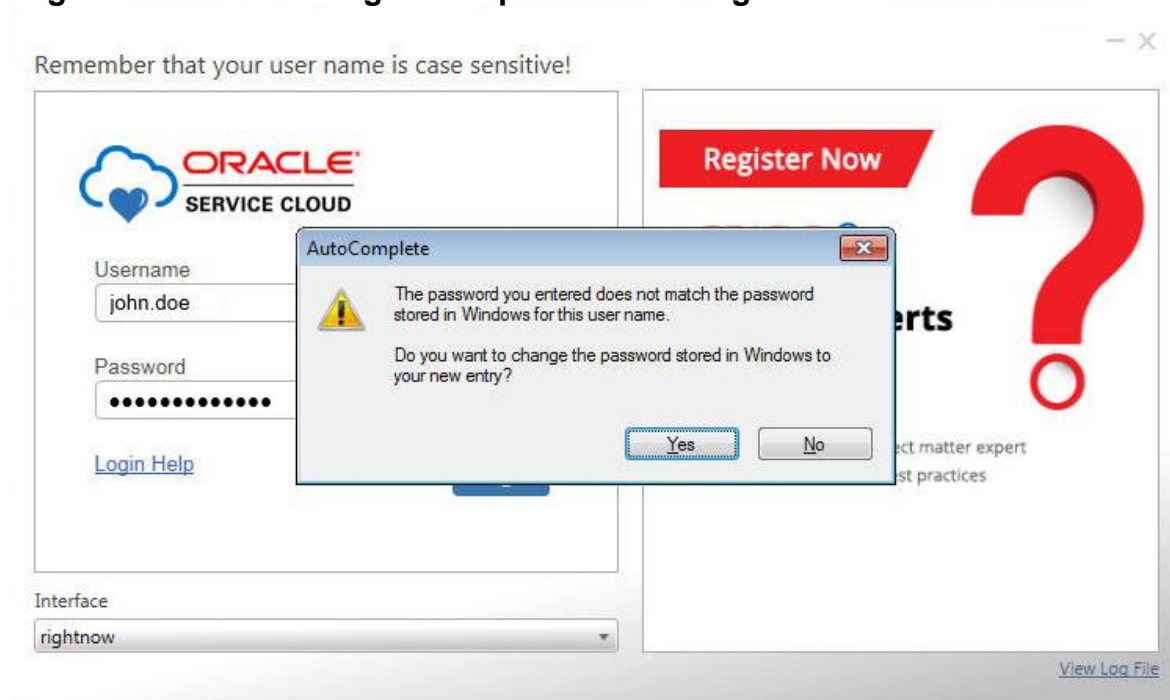 Remember that your user name is case sensitive!
ORACLE
SERVICE CLOUD
Username
john.doe
Password
Login Help
Interface
rightnow
Register Now
AutoComplete
The password you entered does not match the password
stored in Windows for this user name.
Do you want to change the password stored in Windows to
your new entry?
Yes
No
matter expert
practices
View Log File